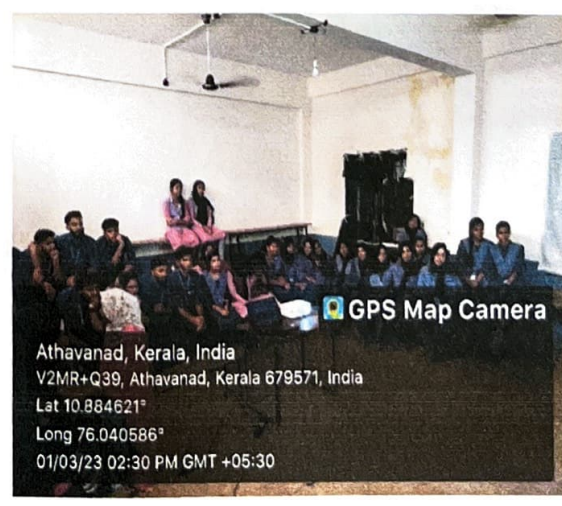 GPS Map Camera
Athavanad, Kerala, India
V2MR+Q39, Athavanad, Kerala 679571, India
Lat 10.884621°
Long 76.040586°
01/03/23 02:30 PM GMT +05:30